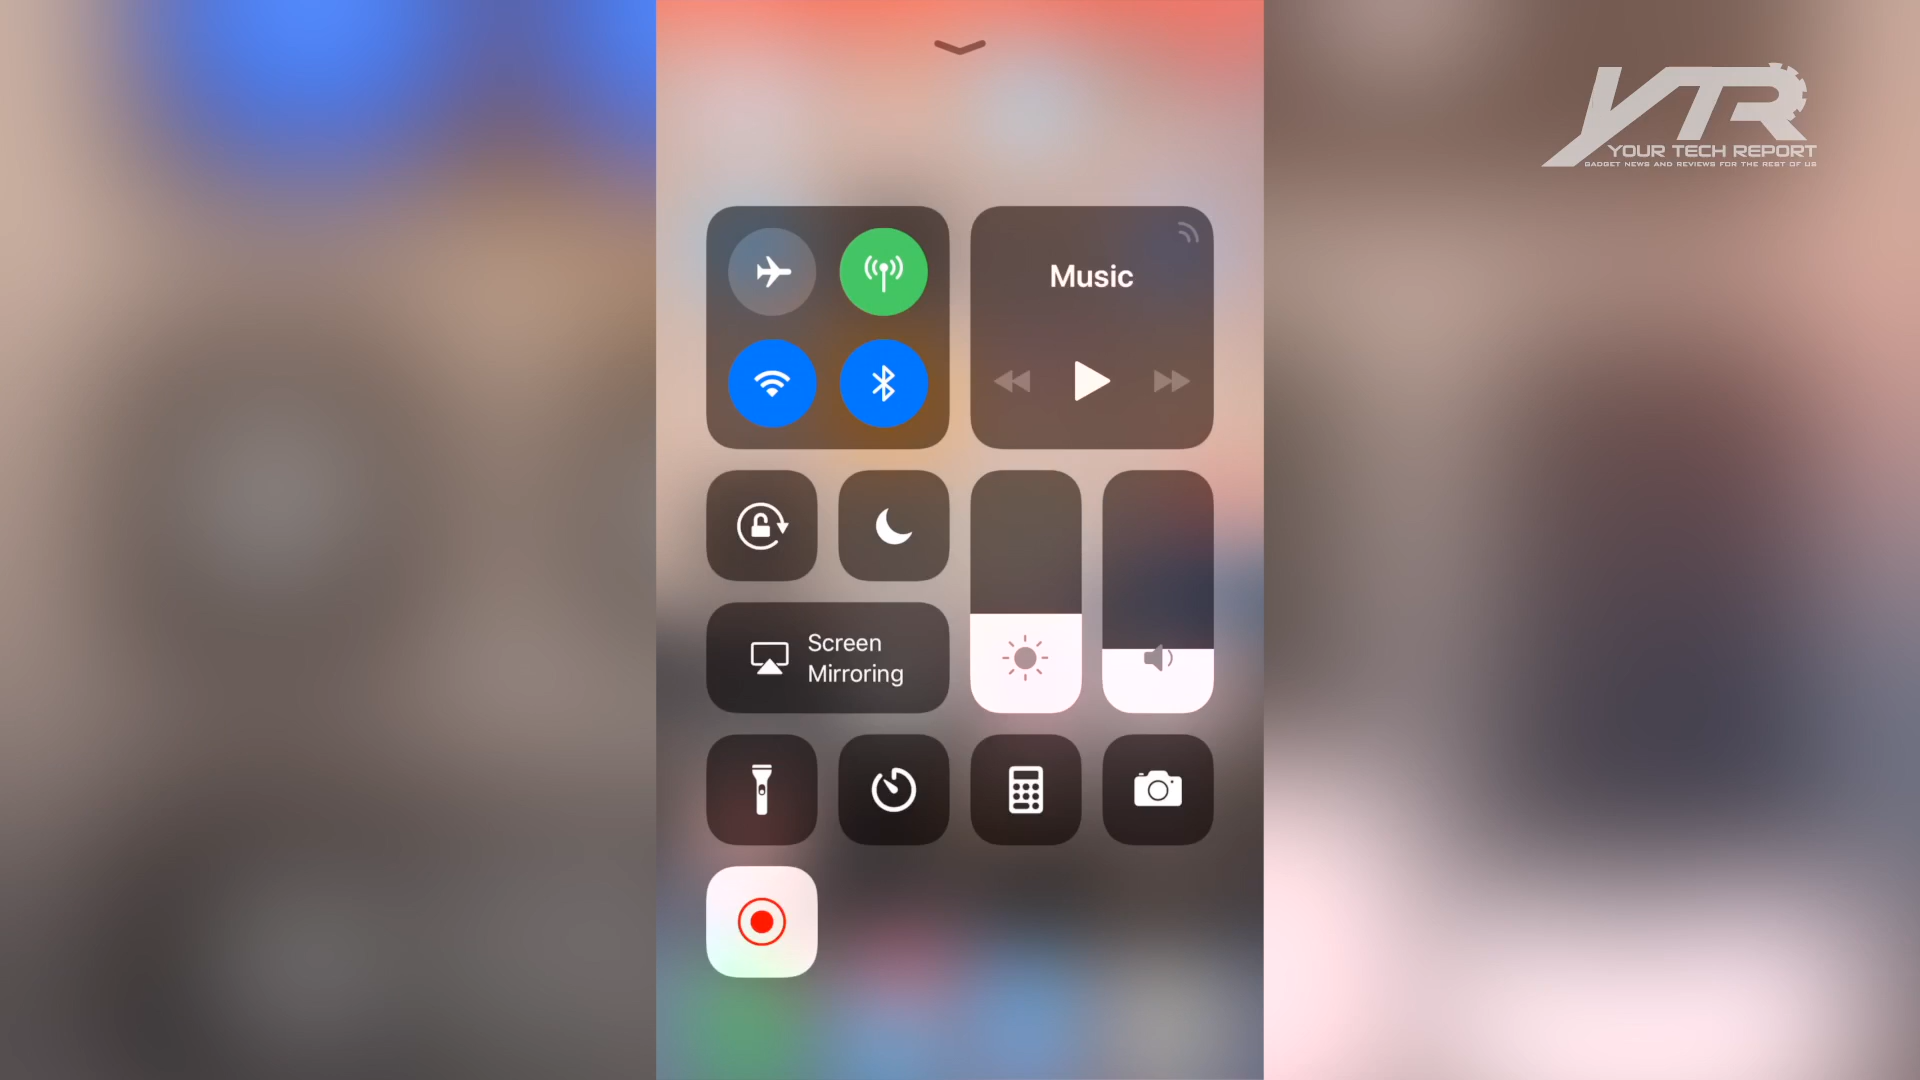 YTR
YOUR TECH REPORT
GADGET NEWS AND REVIEWS FOR THE REST OF US
Music
Screen
Mirroring